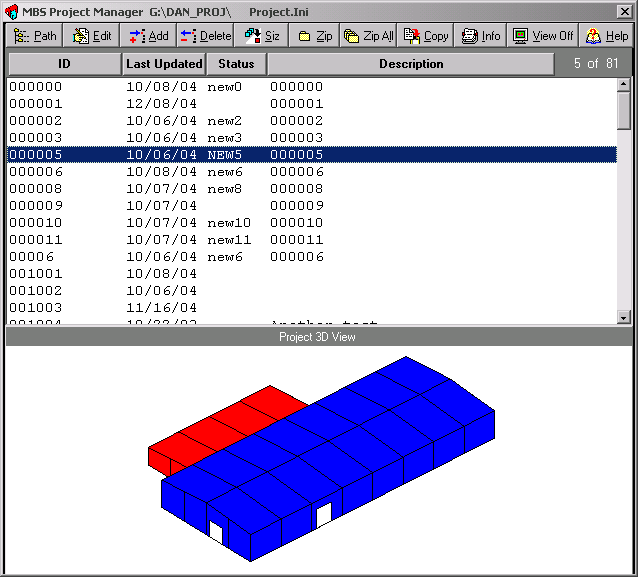 MBS Project Manager G:\DAN_PROJ\ Project.Ini
Path Edit Add Delete Siz Zip Zip All Copy Info View Off Help
ID Last Updated Status Description 5 of 81
000000 10/08/04 new0 000000
000001 12/08/04 000001
000002 10/06/04 new2 000002
000003 10/06/04 new3 000003
000005 10/06/04 NEW5 000005
000006 10/08/04 new6 000006
000008 10/07/04 new8 000008
000009 10/07/04 000009
000010 10/07/04 new10 000010
000011 10/07/04 new11 000011
00006 10/06/04 new6 000006
001001 10/08/04
001002 10/06/04
001003 11/16/04
Another test
Project 3D View